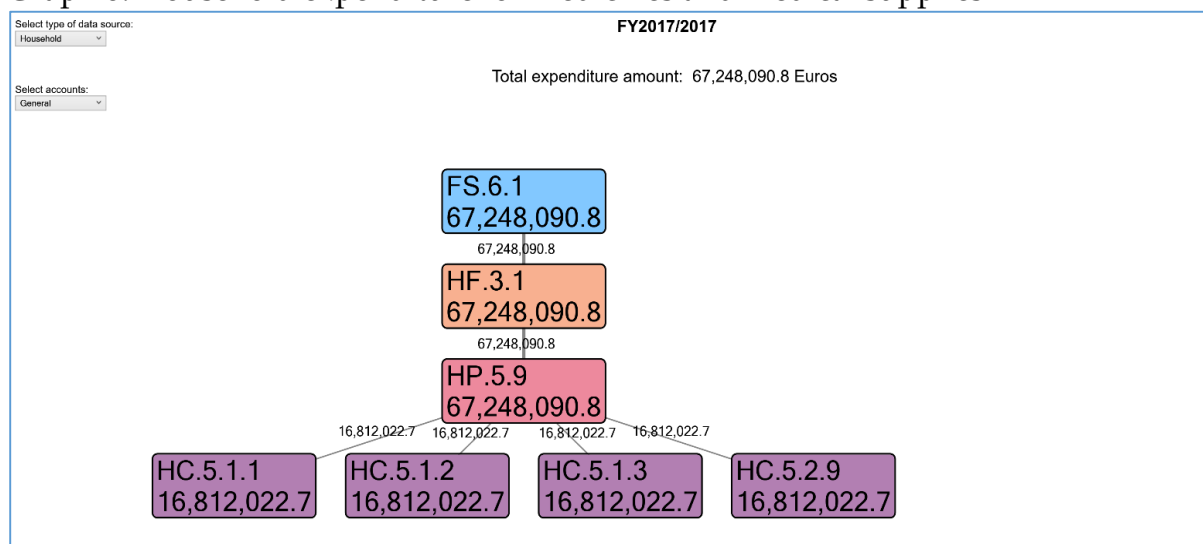 Select type of data source:
Household
FY2017/2017
Total expenditure amount: 67,248,090.8 Euros
Select accounts:
General
FS.6.1
67,248,090.8
67,248,090.8
HF.3.1
67,248,090.8
67,248,090.8
HP.5.9
67,248,090.8
16,812,022.7 16,812,022.7 16,812,022.7 16,812,022.7
HC.5.1.1 HC.5.1.2 HC.5.1.3 HC.5.2.9
16,812,022.7 16,812,022.7 16,812,022.7 16,812,022.7